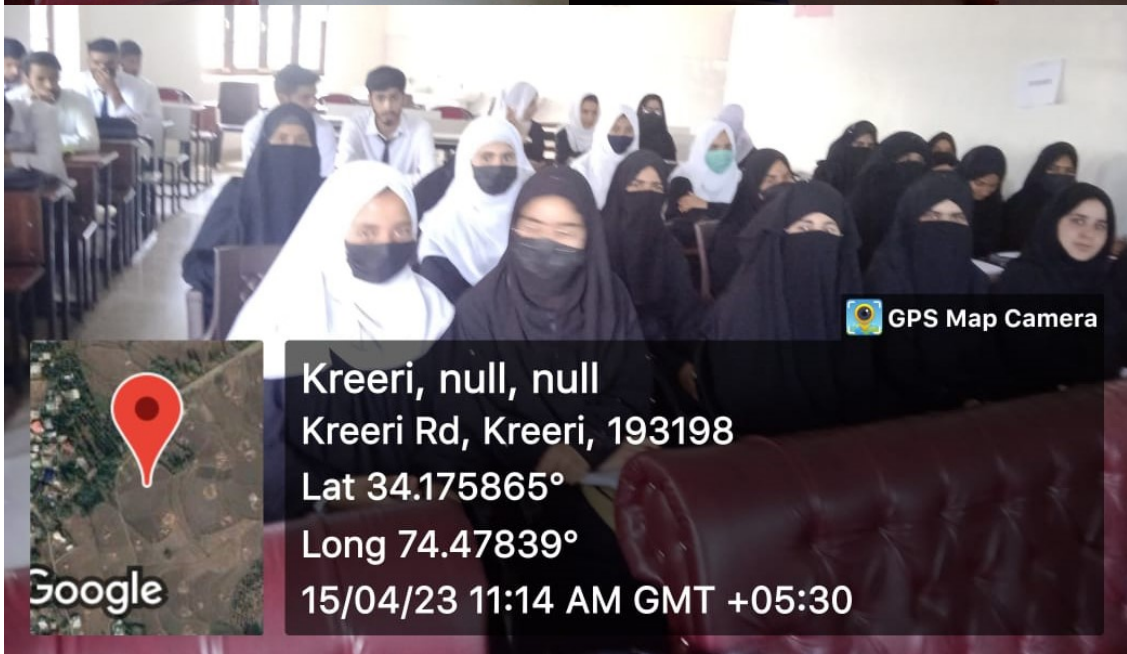 GPS Map Camera
Kreeri, null, null
Kreeri Rd, Kreeri, 193198
Lat 34.175865°
Long 74.47839°
15/04/23 11:14 AM GMT +05:30
Google